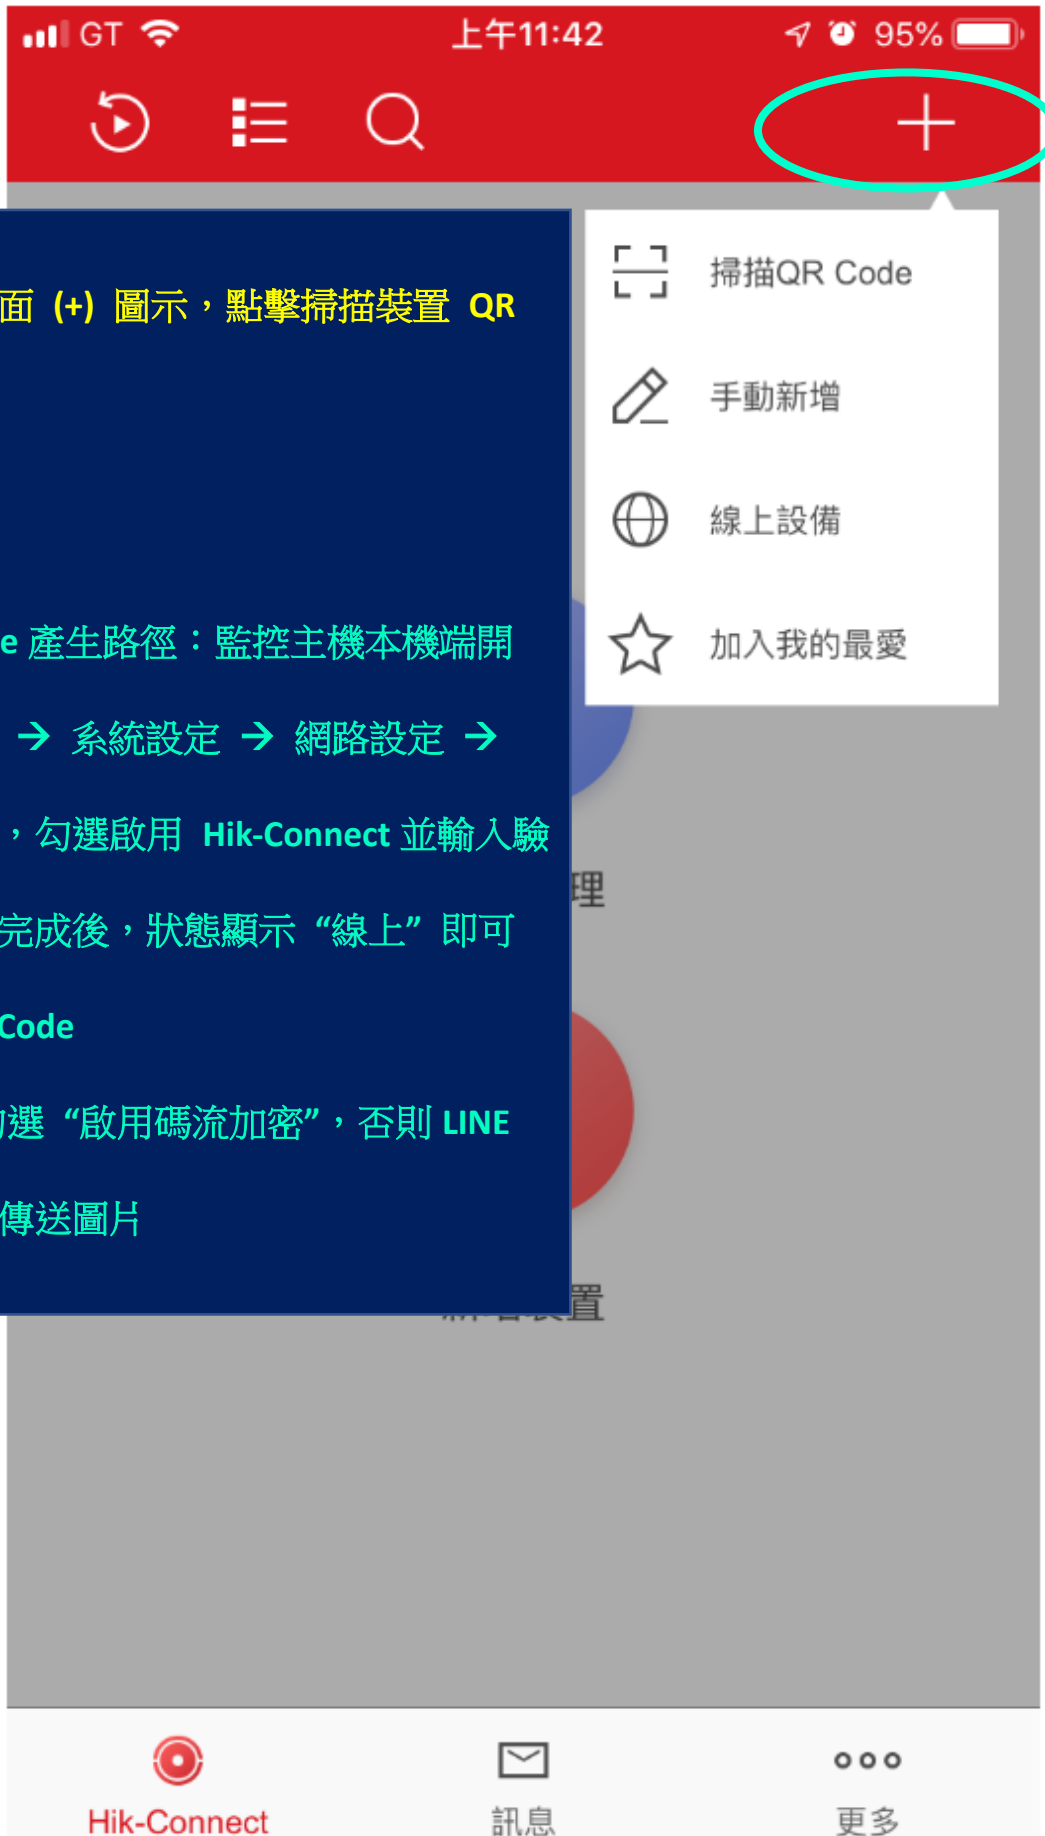 GT 上午11:42 95%
掃描QR Code
面 (+) 圖示，點擊掃描裝置 QR
手動新增
線上設備
e 產生路徑：監控主機本機端開
加入我的最愛
→ 系統設定 → 網路設定 →
，勾選啟用 Hik-Connect 並輸入驗
理
完成後，狀態顯示 “線上” 即可
Code
選 “啟用碼流加密”，否則 LINE
傳送圖片
置
Hik-Connect 訊息 更多